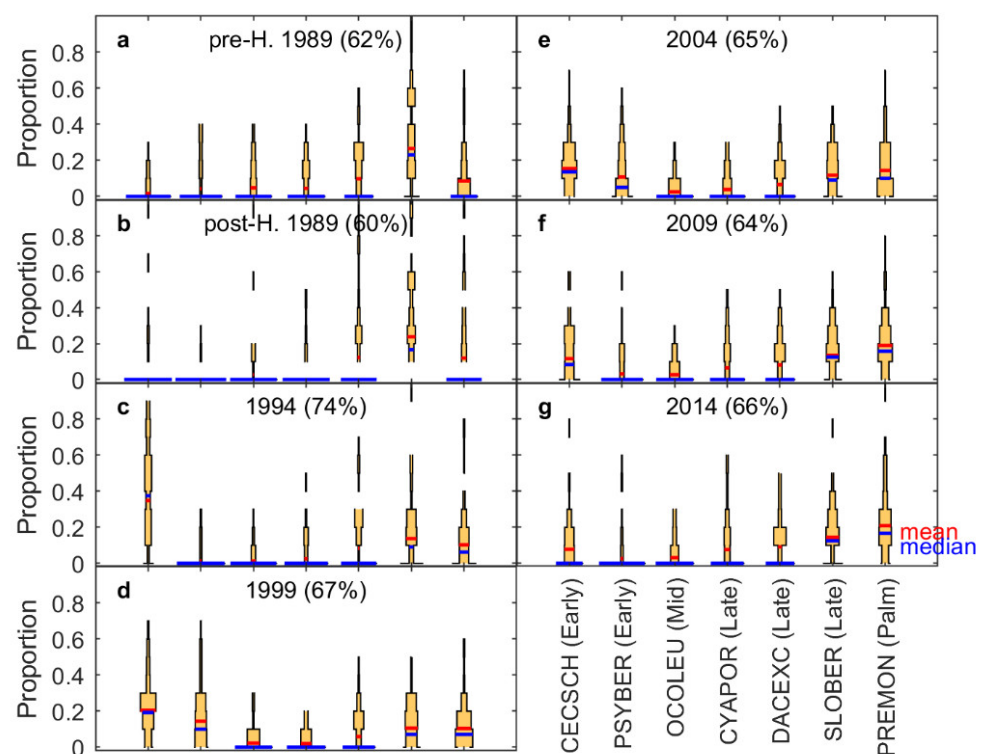 a pre-H. 1989 (62%)
Proportion
0.8
0.6
0.4
0.2
0
b post-H. 1989 (60%)
Proportion
0.8
0.6
0.4
0.2
0
c 1994 (74%)
Proportion
0.8
0.6
0.4
0.2
0
d 1999 (67%)
Proportion
0.8
0.6
0.4
0.2
0
e 2004 (65%)
f 2009 (64%)
g 2014 (66%)
mean
median
CECSCH (Early)
PSYBER (Early)
OCOLEU (Mid)
CYAPOR (Late)
DACEXC (Late)
SLOBER (Late)
PREMON (Palm)